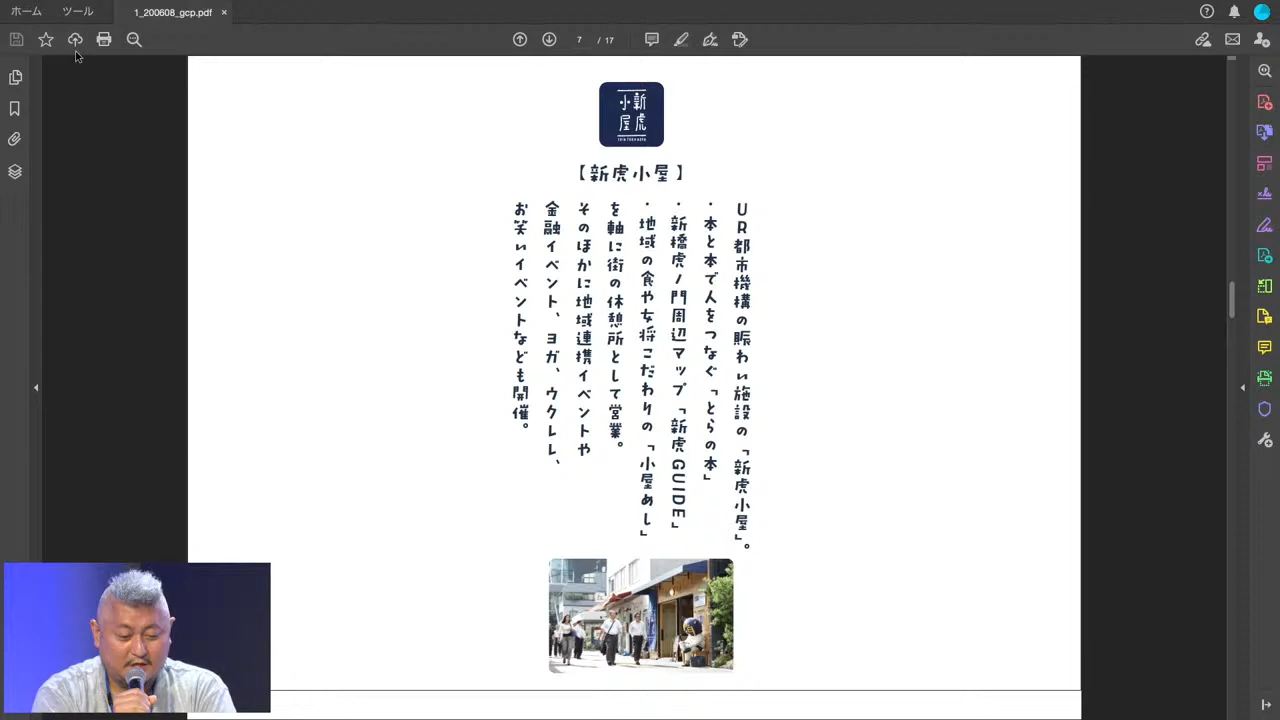 ホーム
ツール
1_200608_gcp.pdf
7 / 17
新虎
小屋
【新虎小屋】
UR都市機構の賑わい施設の「新虎小屋」。
・本と本で人をつなぐ「とらの本」
・新橋虎ノ門周辺マップ「新虎GUIDE」
・地域の食や女将こだわりの「小屋めし」
を軸に街の休憩所として営業。
そのほかに地域連携イベントや
金融イベント、ヨガ、ウクレレ、
お笑いイベントなども開催。